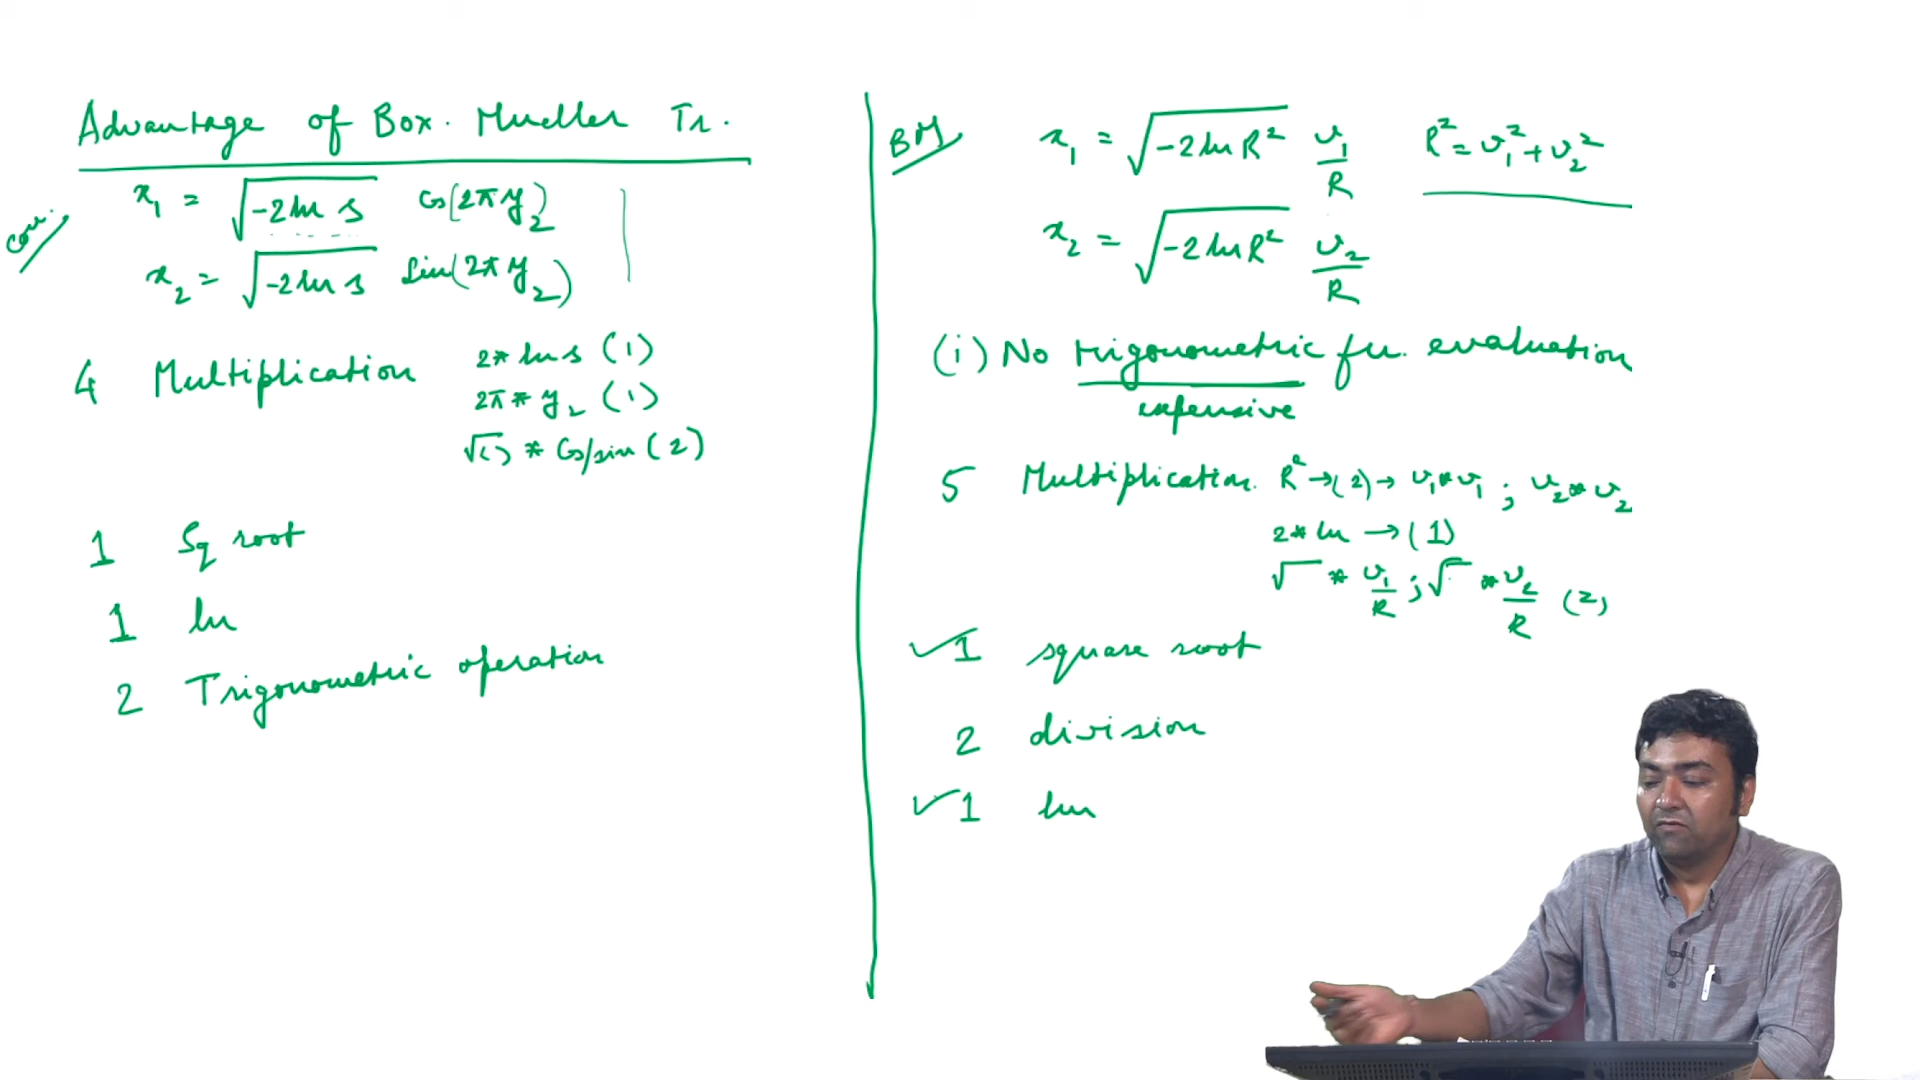 Advantage of Box. Mueller Tr.
Conv.
x₁ = √(-2 ln s) Cos(2π y₂)
x₂ = √(-2 ln s) Sin(2π y₂)
4 Multiplication
2 * ln s (1)
2π * y₂ (1)
√( ) * Cos/sin (2)
1 Sq root
1 ln
2 Trigonometric operation
BM
x₁ = √(-2 ln R²) v₁/R
R² = v₁² + v₂²
x₂ = √(-2 ln R²) v₂/R
(i) No trigonometric fu. evaluation
expensive
5 Multiplication. R² → (2) → v₁*v₁ ; v₂*v₂
2 * ln → (1)
√ * v₁/R ; √ * v₂/R (2)
✓1 square root
2 division
✓1 ln